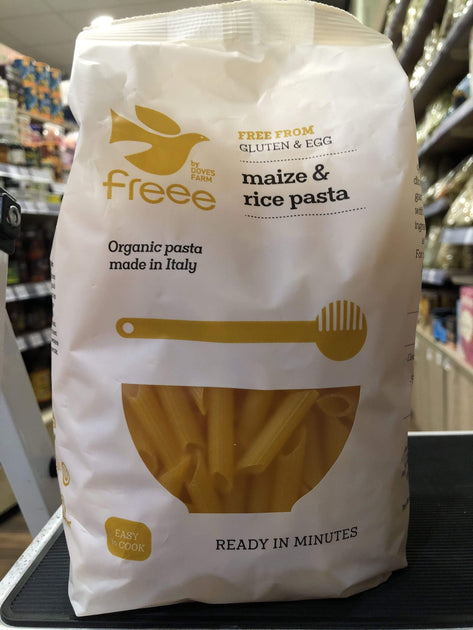 freee
by
DOVES
FARM
FREE FROM
GLUTEN & EGG
maize &
rice pasta
Organic pasta
made in Italy
EASY
to COOK
READY IN MINUTES